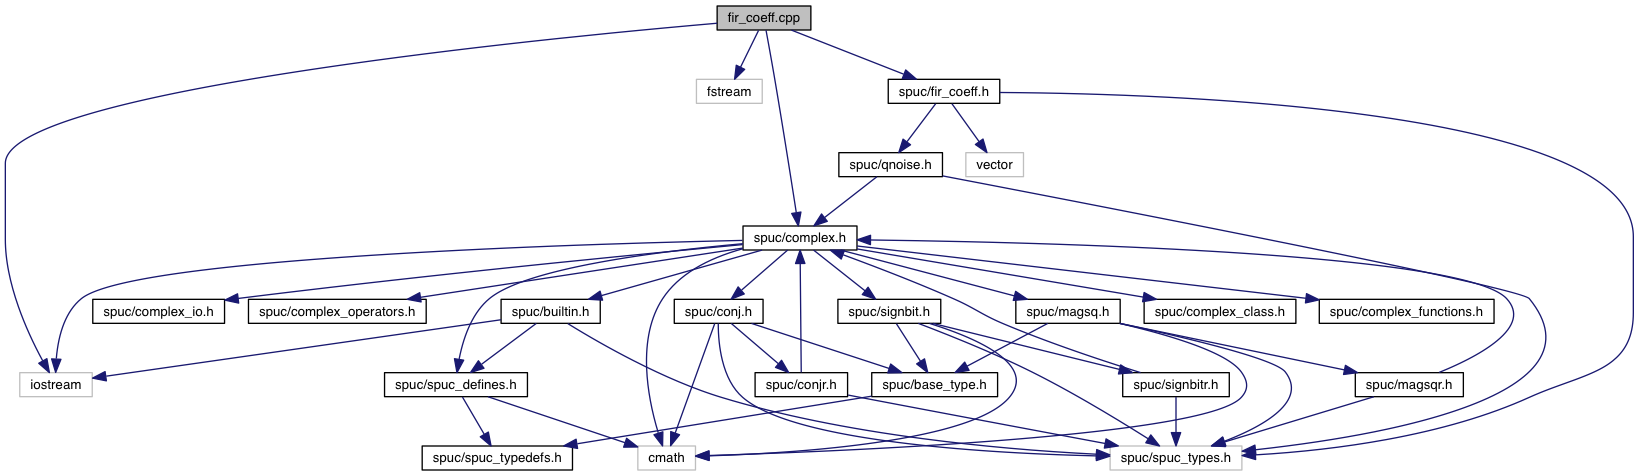 fir_coeff.cpp
fstream
spuc/fir_coeff.h
spuc/qnoise.h
vector
spuc/complex.h
spuc/complex_io.h
spuc/complex_operators.h
spuc/builtin.h
spuc/conj.h
spuc/signbit.h
spuc/magsq.h
spuc/complex_class.h
spuc/complex_functions.h
iostream
spuc/spuc_defines.h
spuc/conjr.h
spuc/base_type.h
spuc/signbitr.h
spuc/magsqr.h
spuc/spuc_typedefs.h
cmath
spuc/spuc_types.h